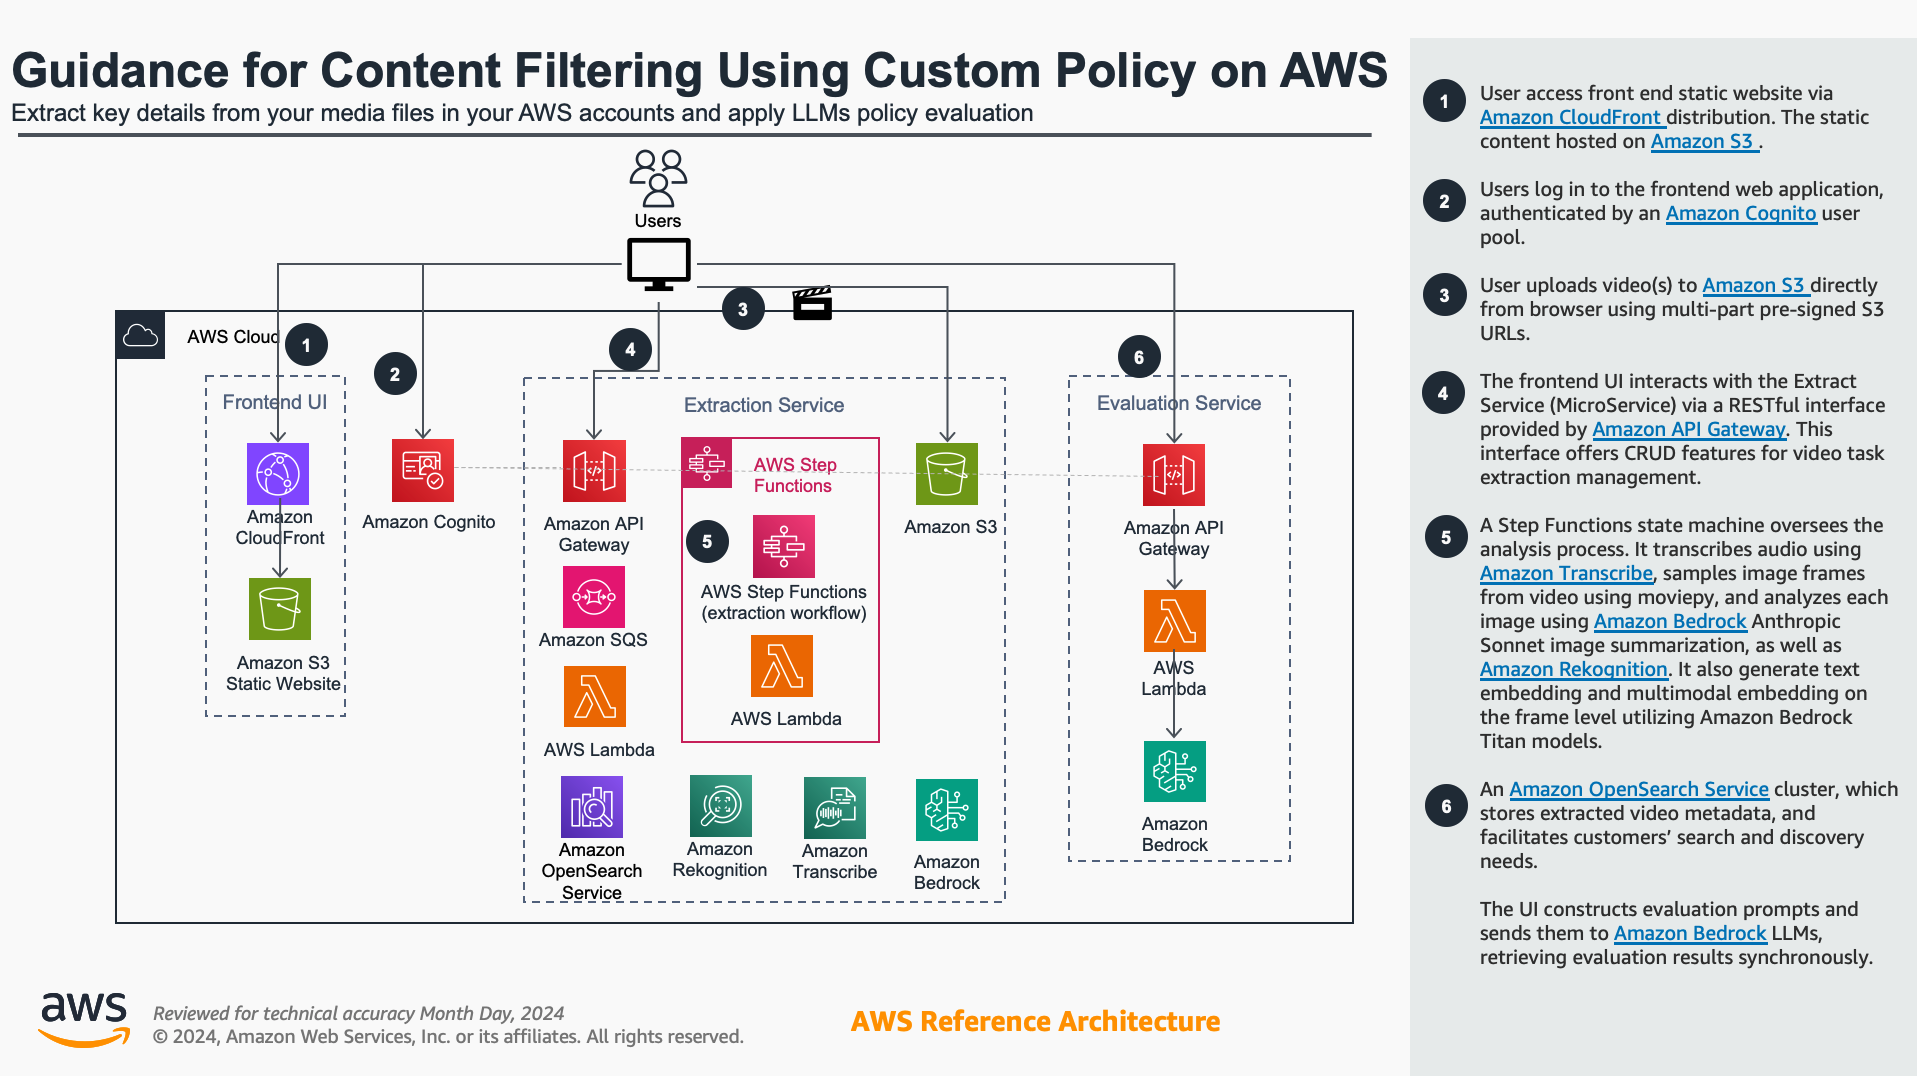 Guidance for Content Filtering Using Custom Policy on AWS
Extract key details from your media files in your AWS accounts and apply LLMs policy evaluation
Users
3
AWS Cloud
1
2
4
6
Frontend UI
Extraction Service
Evaluation Service
Amazon
CloudFront
Amazon S3
Static Website
Amazon Cognito
Amazon API
Gateway
Amazon SQS
AWS Lambda
AWS Step
Functions
5
AWS Step Functions
(extraction workflow)
AWS Lambda
Amazon S3
Amazon
OpenSearch
Service
Amazon
Rekognition
Amazon
Transcribe
Amazon
Bedrock
Amazon API
Gateway
AWS
Lambda
Amazon
Bedrock
1
User access front end static website via
Amazon CloudFront distribution. The static
content hosted on Amazon S3 .
2
Users log in to the frontend web application,
authenticated by an Amazon Cognito user
pool.
3
User uploads video(s) to Amazon S3 directly
from browser using multi-part pre-signed S3
URLs.
4
The frontend UI interacts with the Extract
Service (MicroService) via a RESTful interface
provided by Amazon API Gateway. This
interface offers CRUD features for video task
extraction management.
5
A Step Functions state machine oversees the
analysis process. It transcribes audio using
Amazon Transcribe, samples image frames
from video using moviepy, and analyzes each
image using Amazon Bedrock Anthropic
Sonnet image summarization, as well as
Amazon Rekognition. It also generate text
embedding and multimodal embedding on
the frame level utilizing Amazon Bedrock
Titan models.
6
An Amazon OpenSearch Service cluster, which
stores extracted video metadata, and
facilitates customers’ search and discovery
needs.
The UI constructs evaluation prompts and
sends them to Amazon Bedrock LLMs,
retrieving evaluation results synchronously.
aws
Reviewed for technical accuracy Month Day, 2024
© 2024, Amazon Web Services, Inc. or its affiliates. All rights reserved.
AWS Reference Architecture